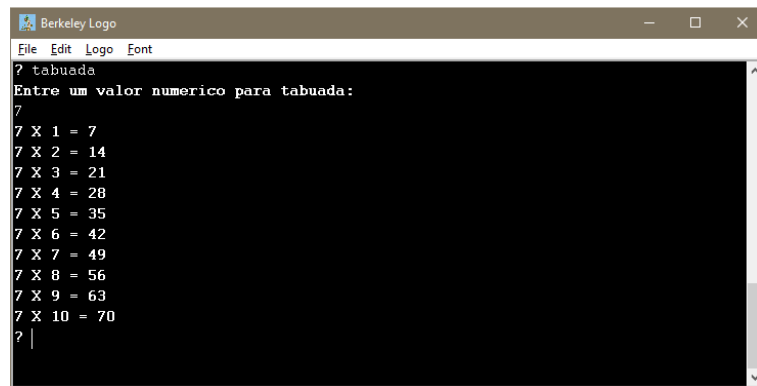 Berkeley Logo
File Edit Logo Font
? tabuada
Entre um valor numerico para tabuada:
7
7 X 1 = 7
7 X 2 = 14
7 X 3 = 21
7 X 4 = 28
7 X 5 = 35
7 X 6 = 42
7 X 7 = 49
7 X 8 = 56
7 X 9 = 63
7 X 10 = 70
?